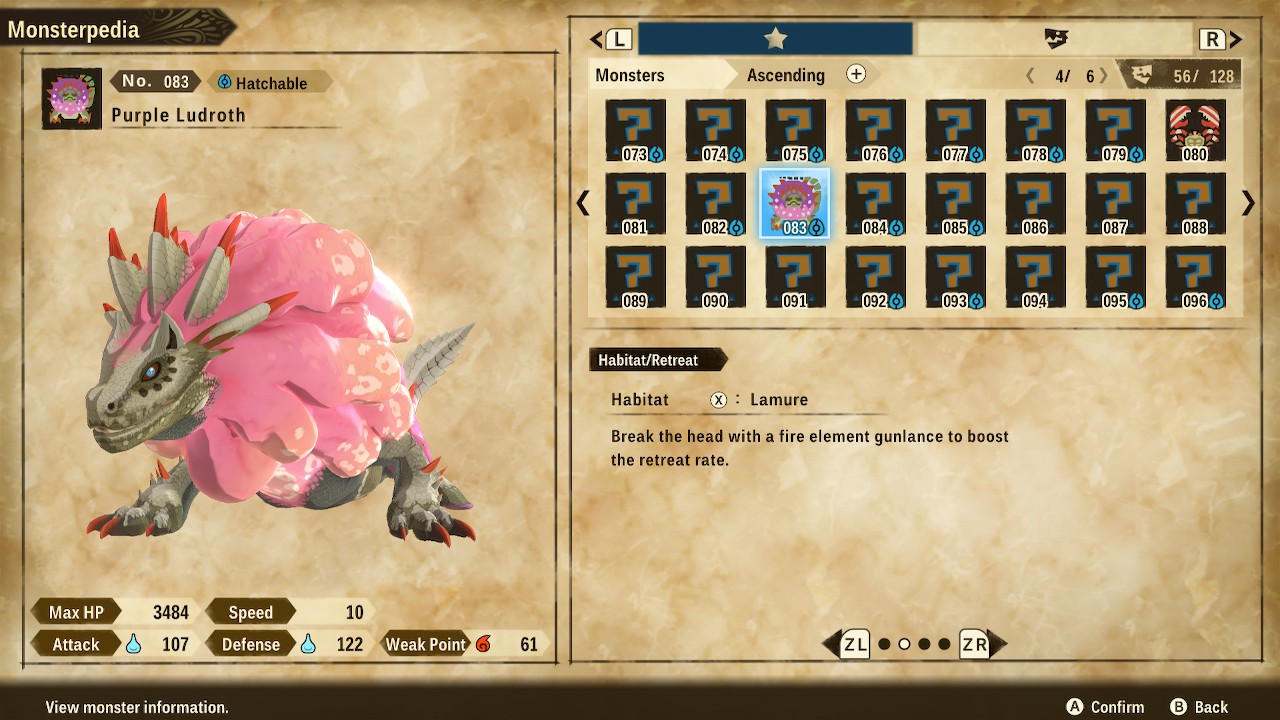 Monsterpedia
No. 083
Hatchable
Purple Ludroth
Max HP 3484
Speed 10
Attack 107
Defense 122
Weak Point 61
L
R
Monsters
Ascending
4/ 6
56/ 128
073 074 075 076 077 078 079 080
081 082 083 084 085 086 087 088
089 090 091 092 093 094 095 096
Habitat/Retreat
Habitat X : Lamure
Break the head with a fire element gunlance to boost
the retreat rate.
ZL ZR
View monster information.
A Confirm B Back